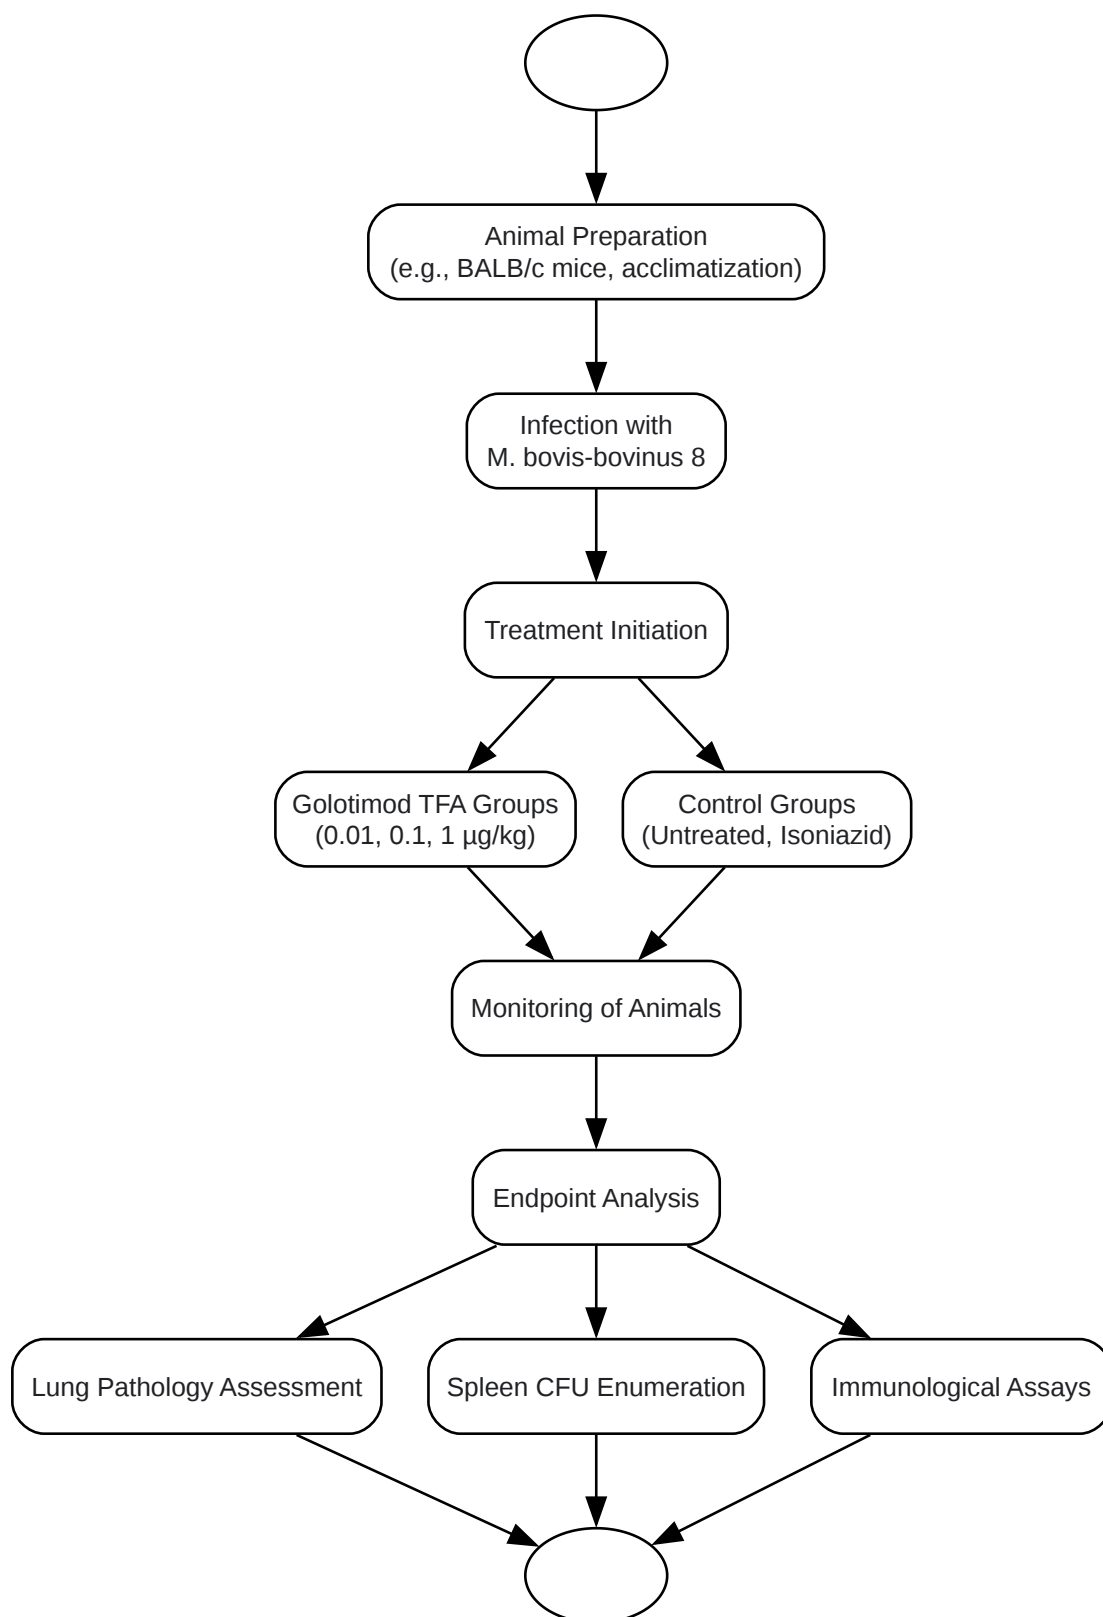 Animal Preparation
(e.g., BALB/c mice, acclimatization)
Infection with
M. bovis-bovinus 8
Treatment Initiation
Golotimod TFA Groups
(0.01, 0.1, 1 µg/kg)
Control Groups
(Untreated, Isoniazid)
Monitoring of Animals
Endpoint Analysis
Lung Pathology Assessment
Spleen CFU Enumeration
Immunological Assays